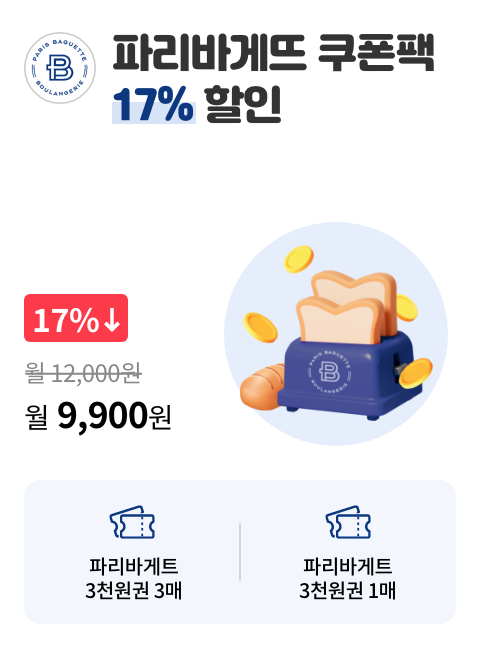 PARIS BAGUETTE
B
BOULANGERIE
파리바게뜨 쿠폰팩
17% 할인
17%↓
월 12,000원
월 9,900원
PARIS BAGUETTE
B
BOULANGERIE
파리바게트
3천원권 3매
파리바게트
3천원권 1매